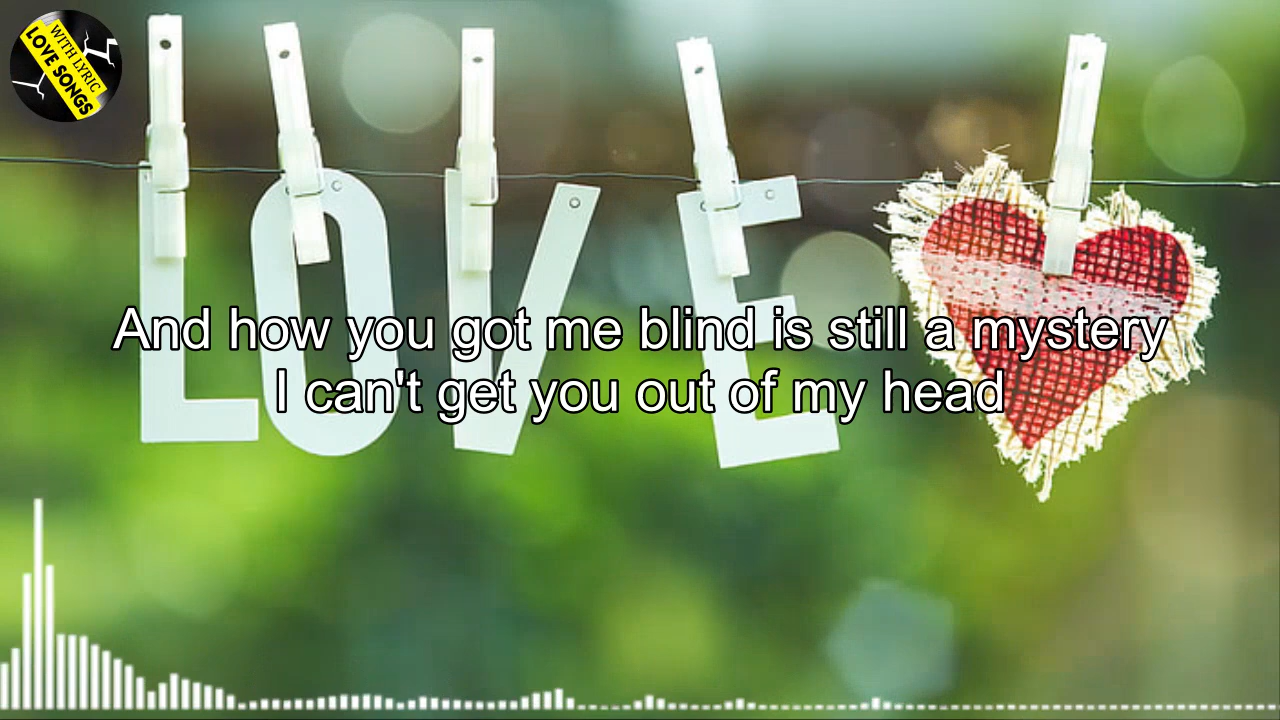 WITH LYRIC
LOVE SONGS
LOVE
And how you got me blind is still a mystery
I can't get you out of my head